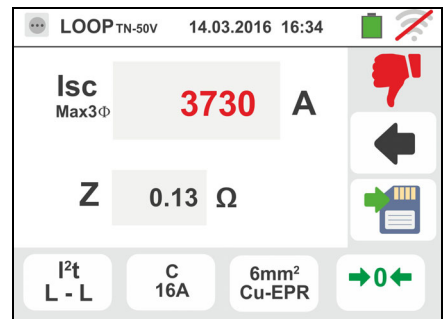 LOOP TN-50V 14.03.2016 16:34
Isc 3730 A
Max3Φ
Z 0.13 Ω
I²t C 6mm² →0←
L - L 16A Cu-EPR